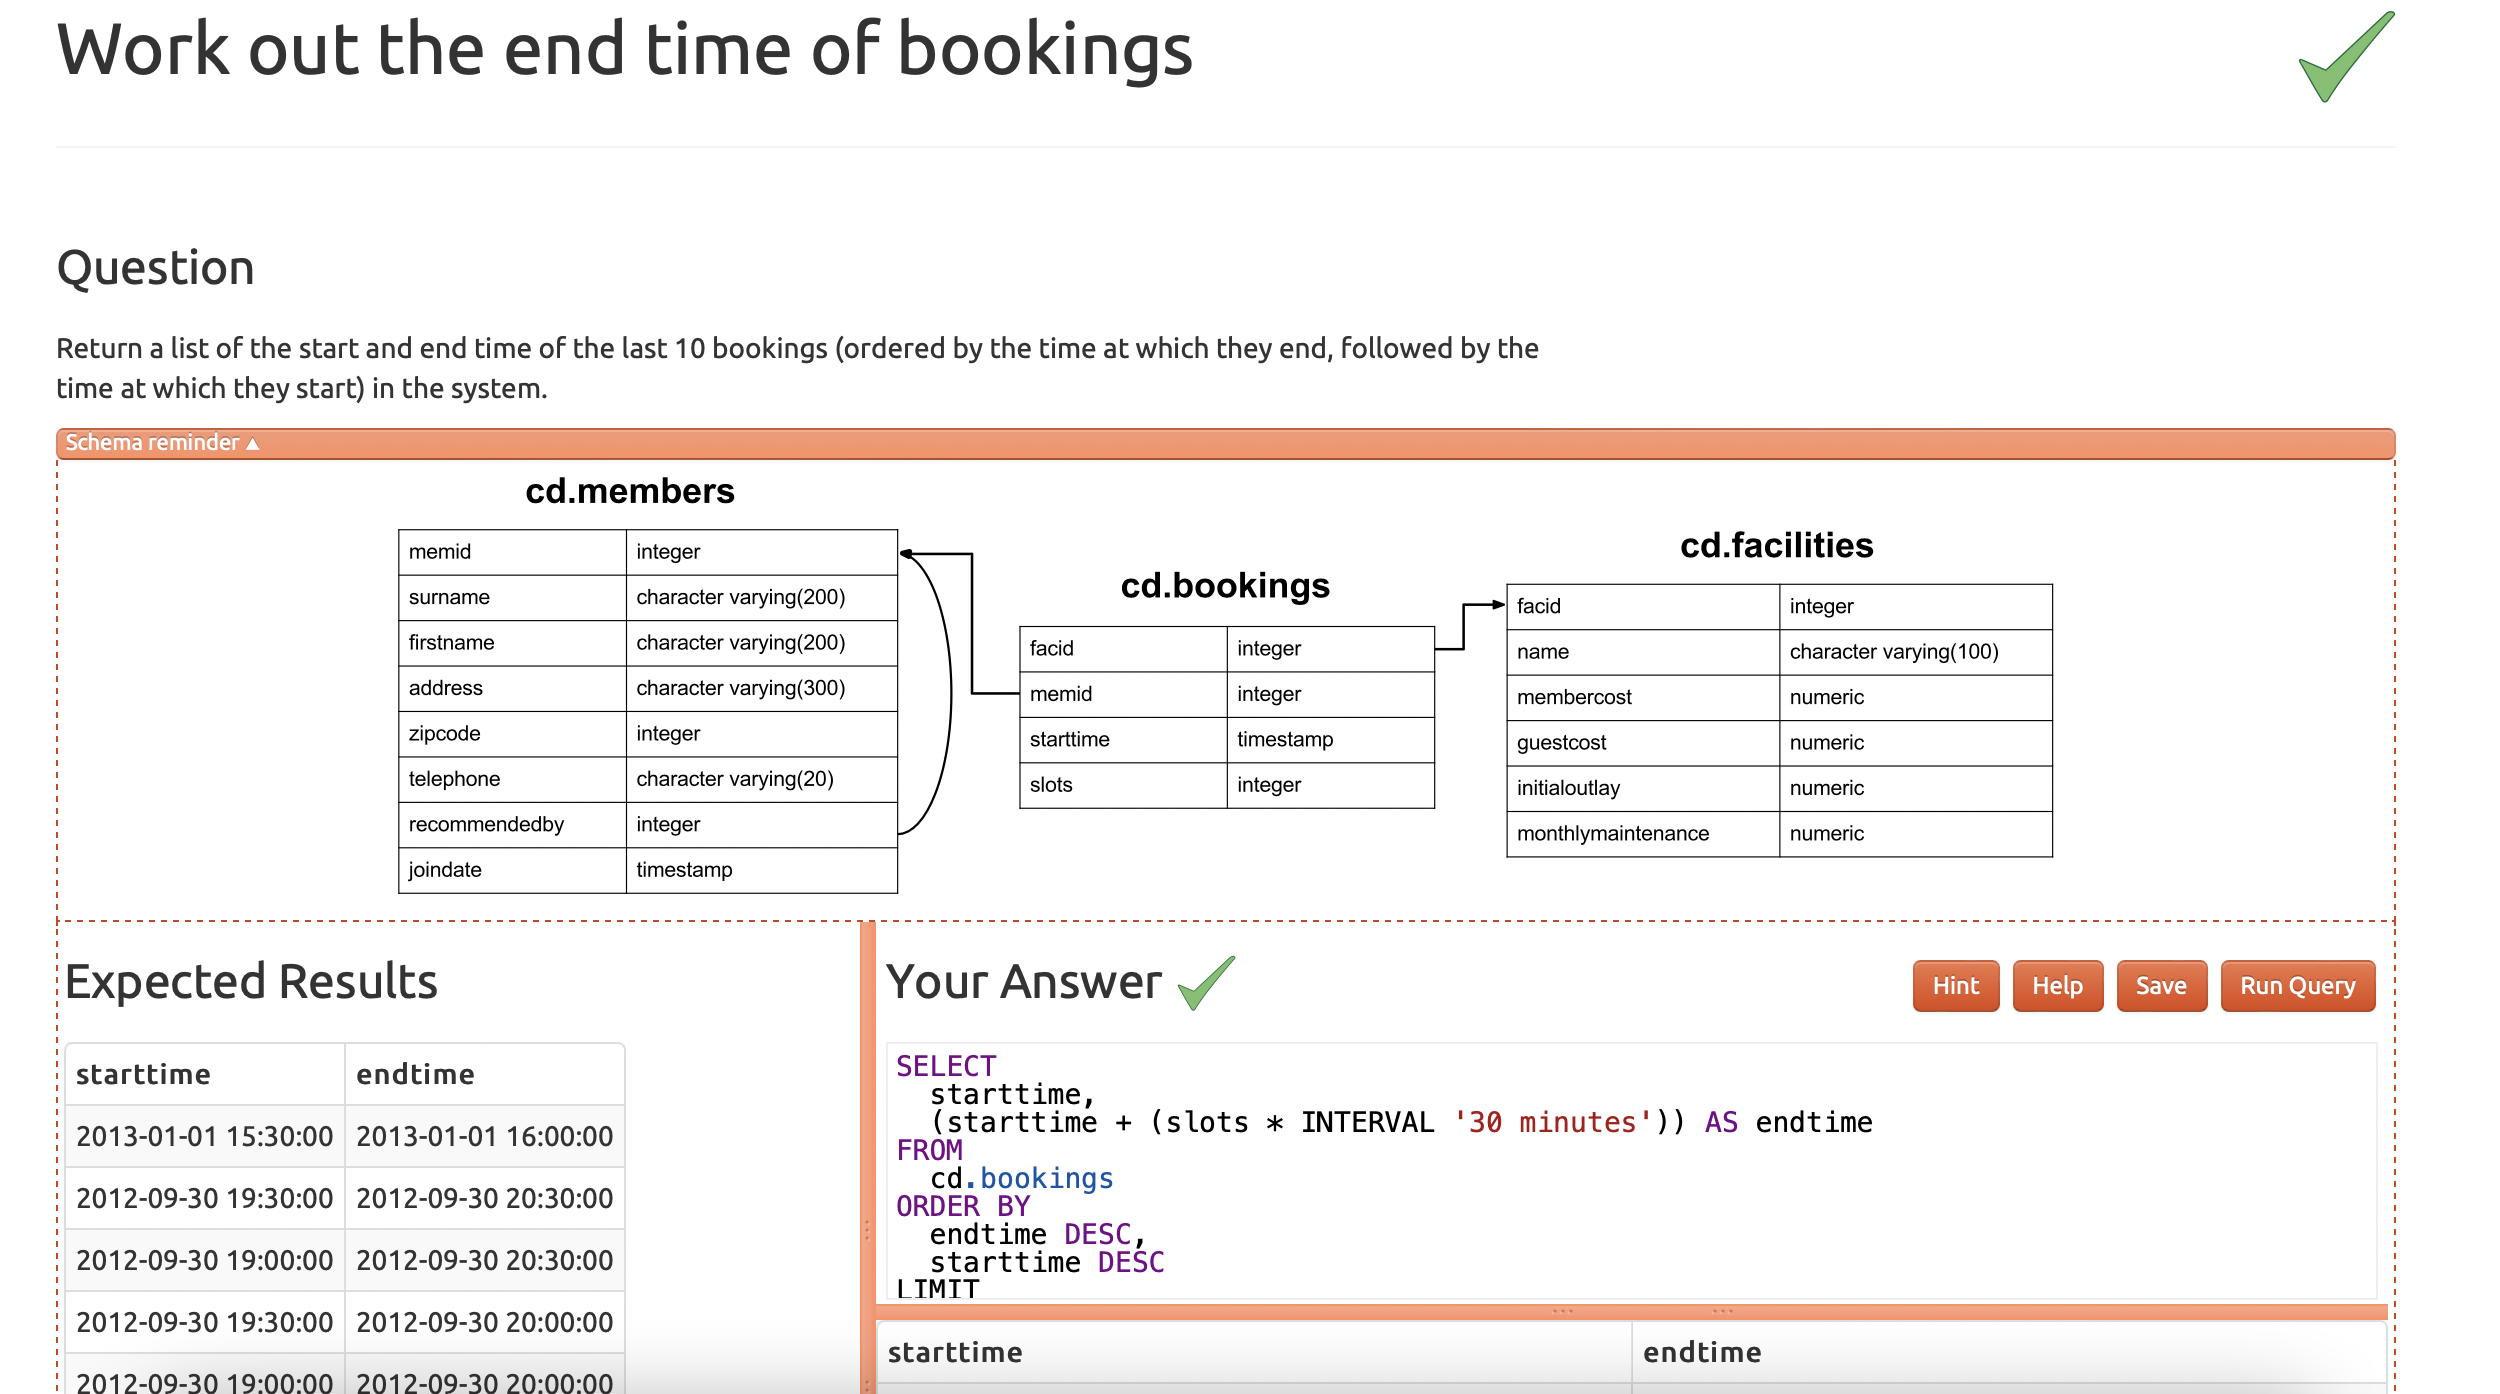 Work out the end time of bookings
Question
Return a list of the start and end time of the last 10 bookings (ordered by the time at which they end, followed by the
time at which they start) in the system.
Schema reminder ▲
cd.members
memid integer
surname character varying(200)
firstname character varying(200)
address character varying(300)
zipcode integer
telephone character varying(20)
recommendedby integer
joindate timestamp
cd.bookings
facid integer
memid integer
starttime timestamp
slots integer
cd.facilities
facid integer
name character varying(100)
membercost numeric
guestcost numeric
initialoutlay numeric
monthlymaintenance numeric
Expected Results
starttime endtime
2013-01-01 15:30:00 2013-01-01 16:00:00
2012-09-30 19:30:00 2012-09-30 20:30:00
2012-09-30 19:00:00 2012-09-30 20:30:00
2012-09-30 19:30:00 2012-09-30 20:00:00
2012-09-30 19:00:00 2012-09-30 20:00:00
Your Answer
Hint Help Save Run Query
SELECT
starttime,
(starttime + (slots * INTERVAL '30 minutes')) AS endtime
FROM
cd.bookings
ORDER BY
endtime DESC,
starttime DESC
LIMIT
starttime endtime